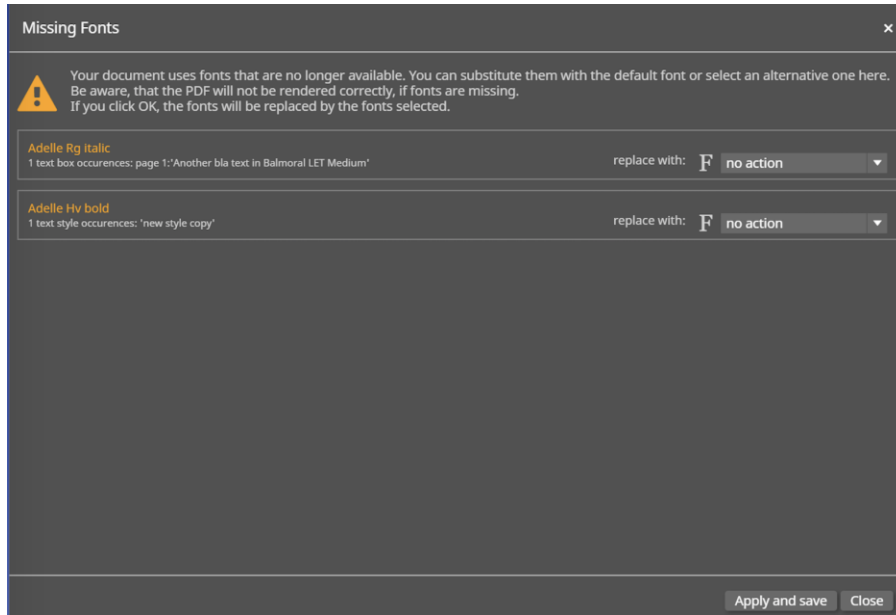 Missing Fonts ×
Your document uses fonts that are no longer available. You can substitute them with the default font or select an alternative one here.
Be aware, that the PDF will not be rendered correctly, if fonts are missing.
If you click OK, the fonts will be replaced by the fonts selected.
Adelle Rg italic
1 text box occurences: page 1:'Another bla text in Balmoral LET Medium'
replace with: F no action
Adelle Hv bold
1 text style occurences: 'new style copy'
replace with: F no action
Apply and save Close